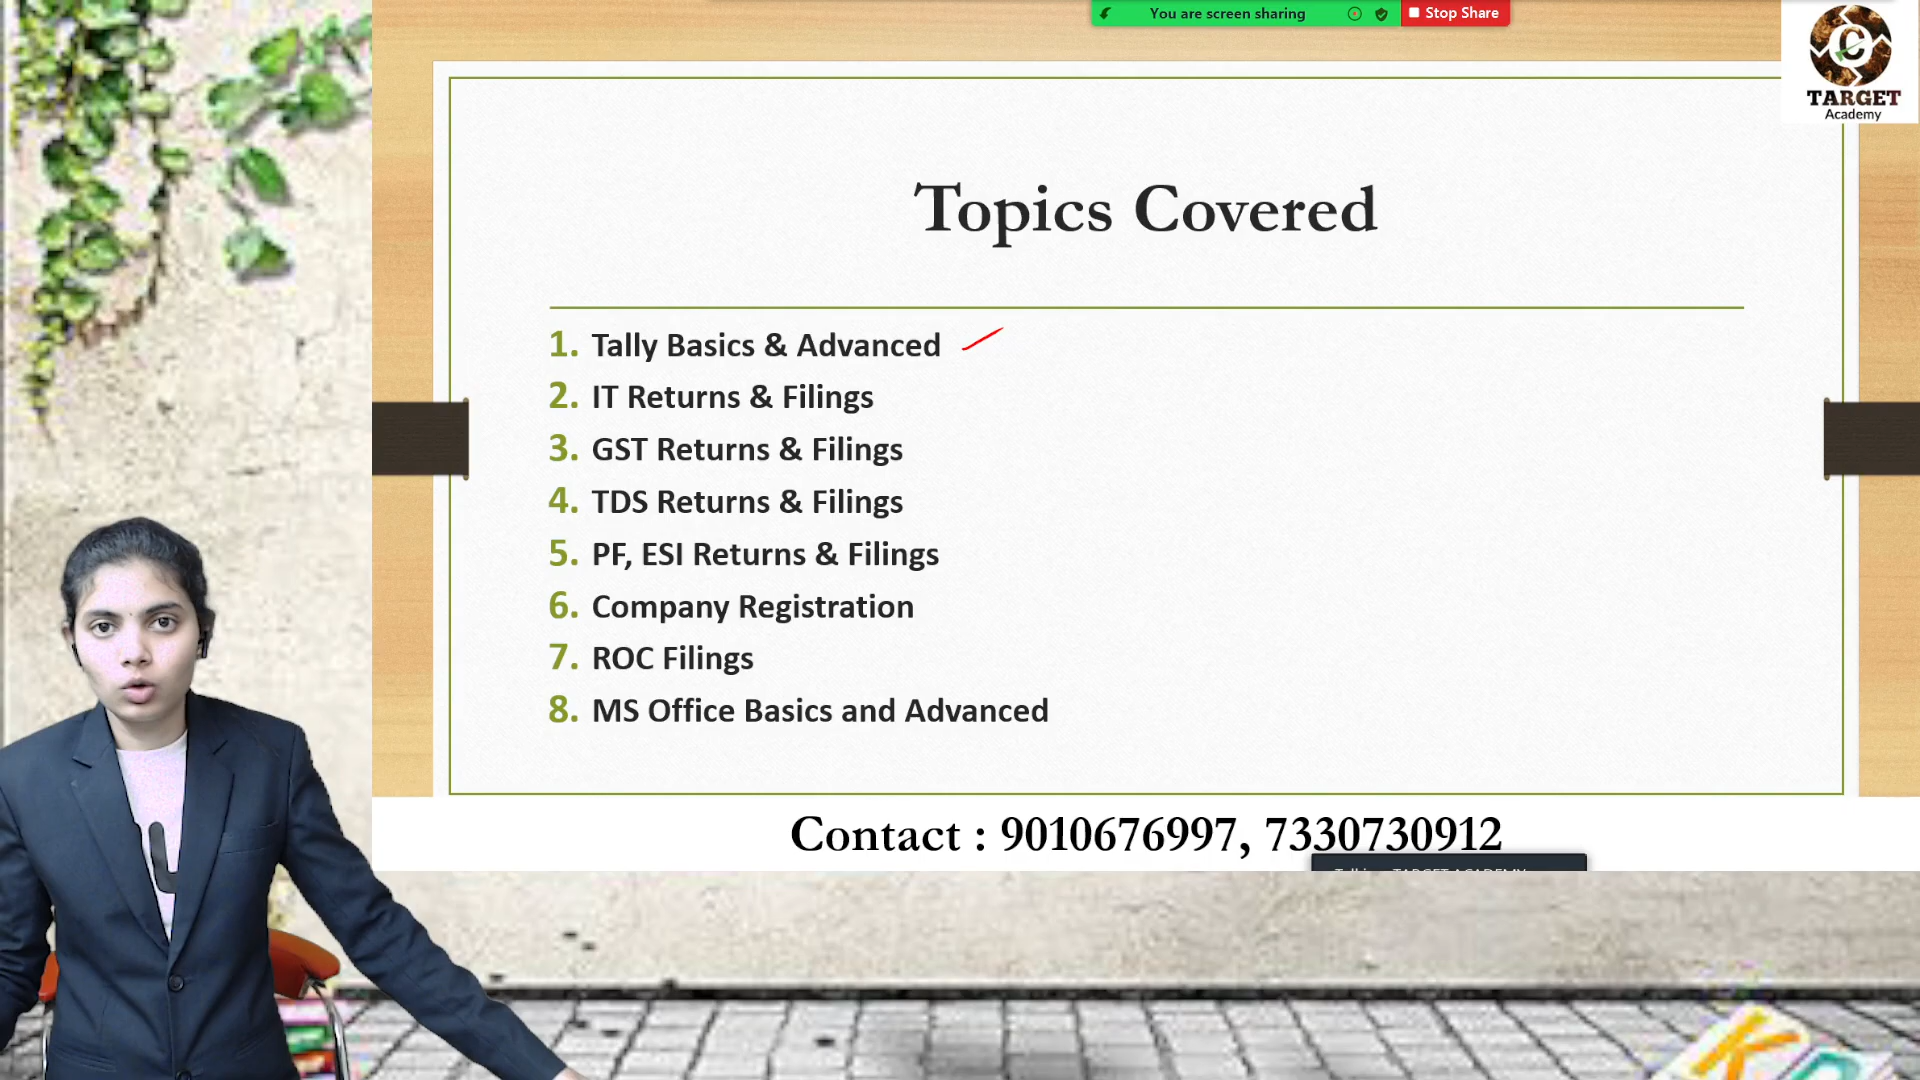 You are screen sharing
Stop Share
TARGET
Academy
Topics Covered
1. Tally Basics & Advanced
2. IT Returns & Filings
3. GST Returns & Filings
4. TDS Returns & Filings
5. PF, ESI Returns & Filings
6. Company Registration
7. ROC Filings
8. MS Office Basics and Advanced
Contact : 9010676997, 7330730912